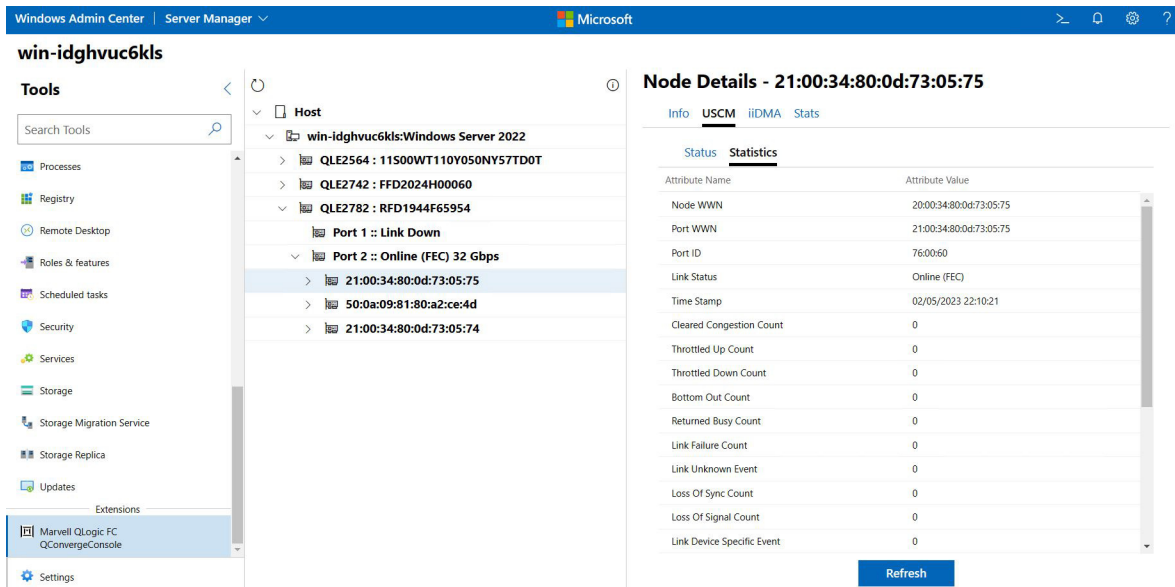 Windows Admin Center | Server Manager
Microsoft
?
win-idghvuc6kls
Tools
Search Tools
Processes
Registry
Remote Desktop
Roles & features
Scheduled tasks
Security
Services
Storage
Storage Migration Service
Storage Replica
Updates
Extensions
Marvell QLogic FC
QConvergeConsole
Settings
Host
win-idghvuc6kls:Windows Server 2022
QLE2564 : 11S00WT110Y050NY57TD0T
QLE2742 : FFD2024H00060
QLE2782 : RFD1944F65954
Port 1 :: Link Down
Port 2 :: Online (FEC) 32 Gbps
21:00:34:80:0d:73:05:75
50:0a:09:81:80:a2:ce:4d
21:00:34:80:0d:73:05:74
Node Details - 21:00:34:80:0d:73:05:75
Info USCM iiDMA Stats
Status Statistics
Attribute Name Attribute Value
Node WWN 20:00:34:80:0d:73:05:75
Port WWN 21:00:34:80:0d:73:05:75
Port ID 76:00:60
Link Status Online (FEC)
Time Stamp 02/05/2023 22:10:21
Cleared Congestion Count 0
Throttled Up Count 0
Throttled Down Count 0
Bottom Out Count 0
Returned Busy Count 0
Link Failure Count 0
Link Unknown Event 0
Loss Of Sync Count 0
Loss Of Signal Count 0
Link Device Specific Event 0
Refresh